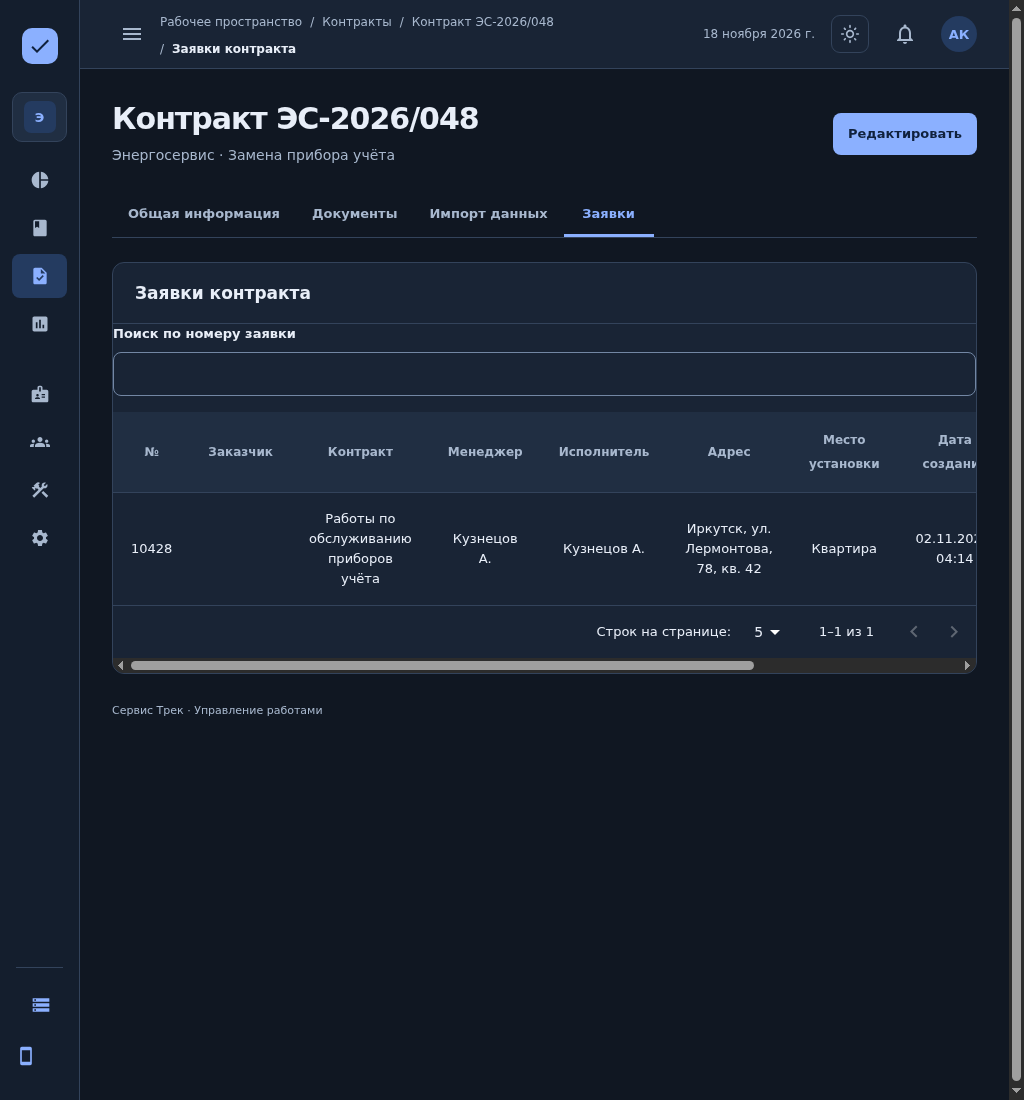 Рабочее пространство / Контракты / Контракт ЭС-2026/048
/ Заявки контракта
18 ноября 2026 г.
АК
Э
Контракт ЭС-2026/048
Энергосервис · Замена прибора учёта
Редактировать
Общая информация
Документы
Импорт данных
Заявки
Заявки контракта
Поиск по номеру заявки
№
Заказчик
Контракт
Менеджер
Исполнитель
Адрес
Место
установки
Дата
10428
Работы по
обслуживанию
приборов
учёта
Кузнецов
А.
Кузнецов А.
Иркутск, ул.
Лермонтова,
78, кв. 42
Квартира
04:14
Строк на странице:
5
1–1 из 1
Сервис Трек · Управление работами